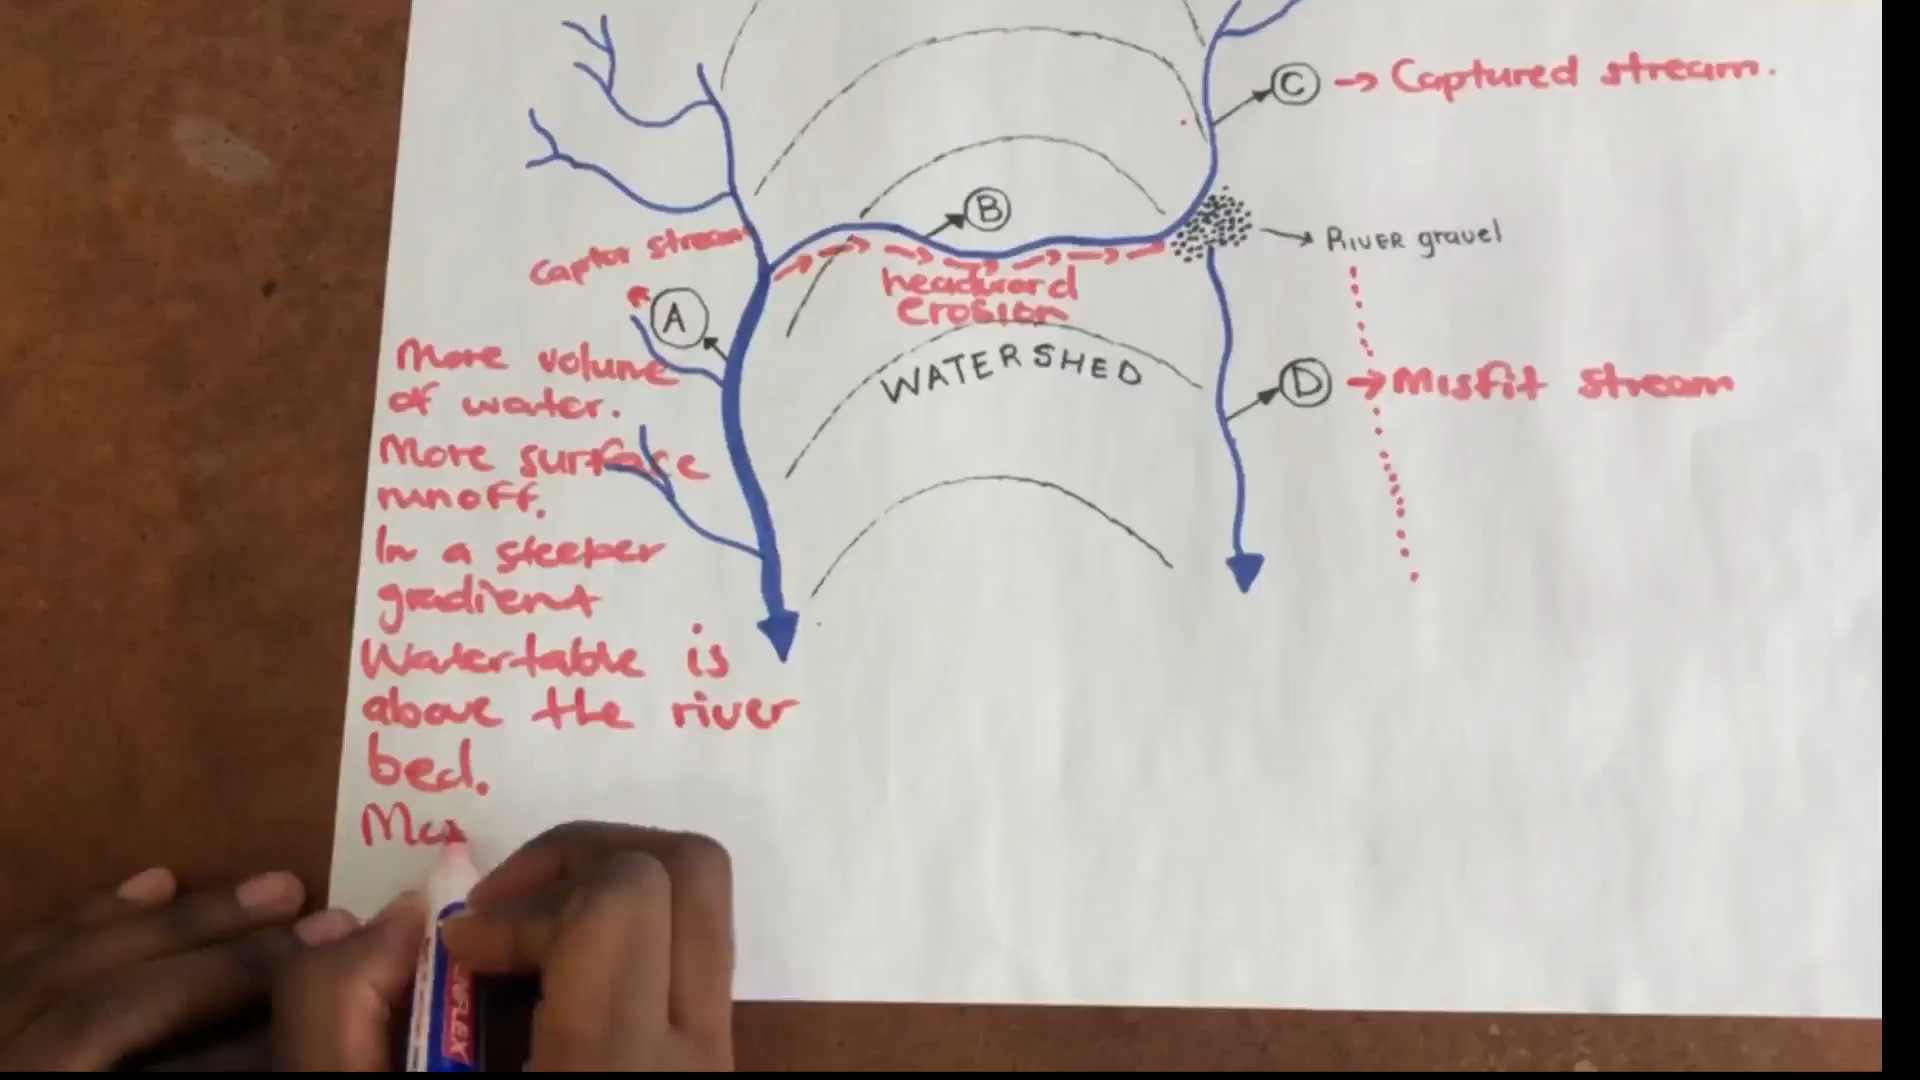 C → Captured stream.
B
River gravel
Captor stream
headward
erosion
A
WATERSHED
D → Misfit stream
More volume
of water.
More surface
runoff.
In a steeper
gradient
Watertable is
above the river
bed.